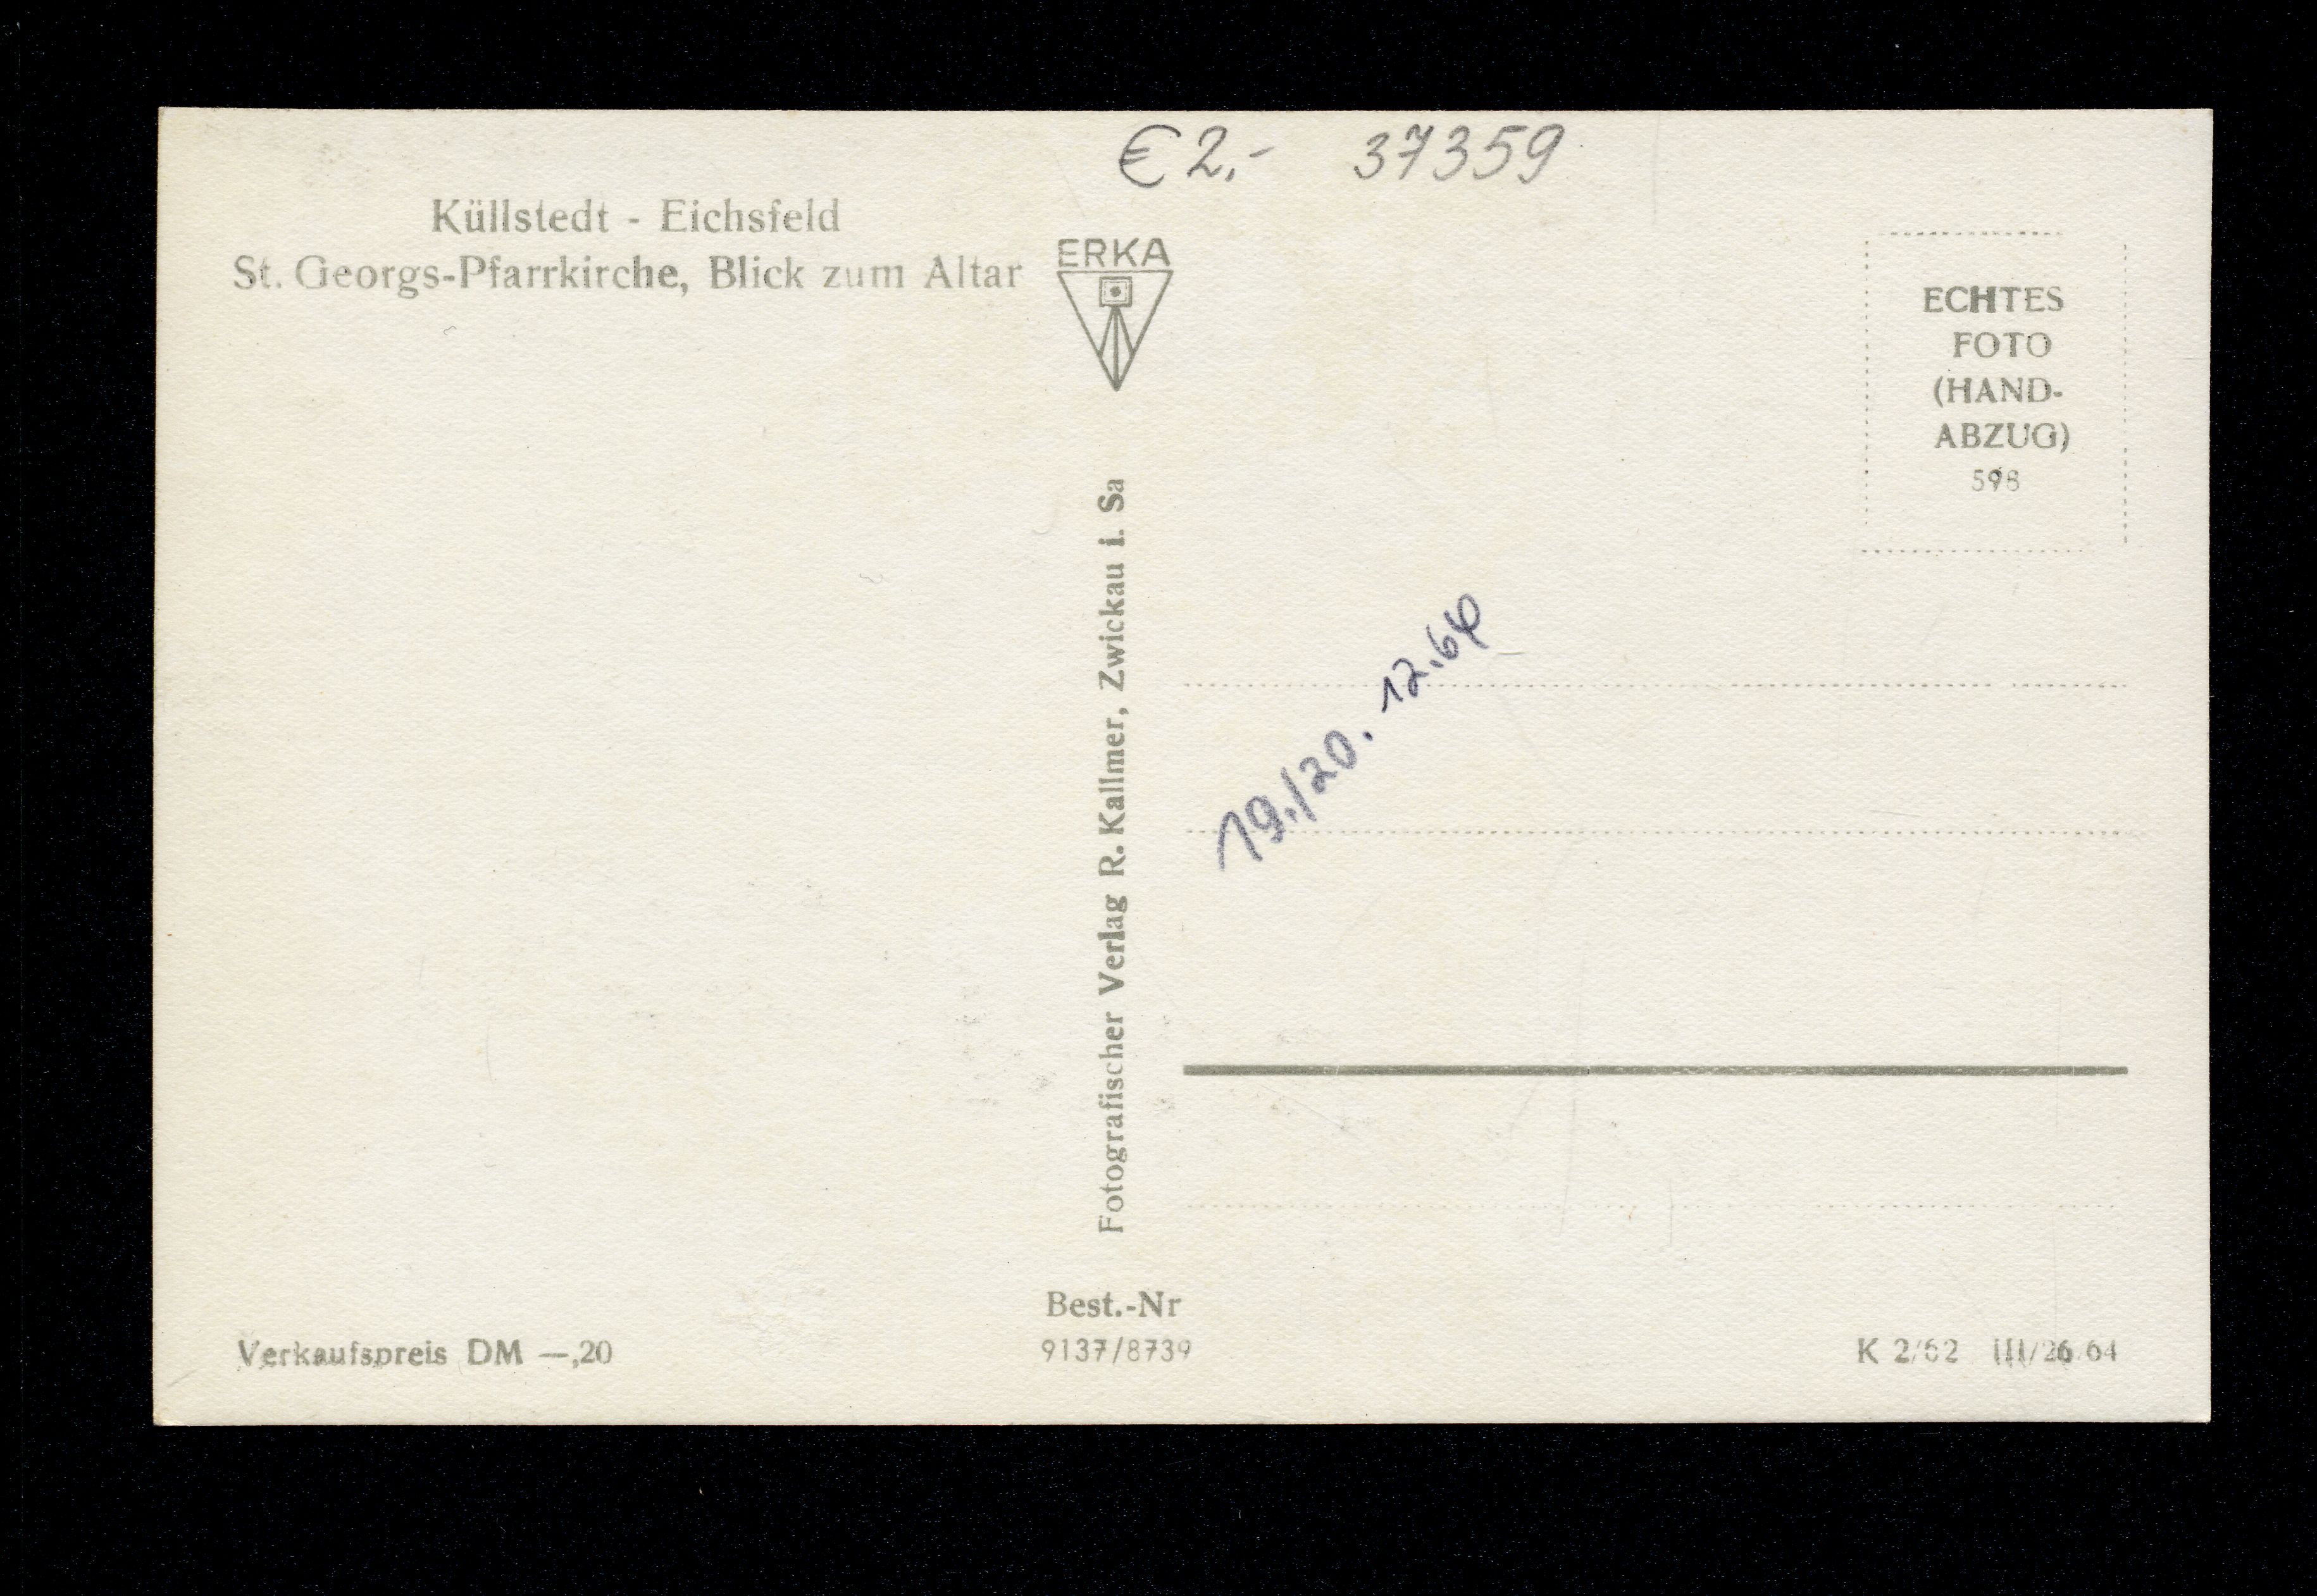 € 2.- 37359
Küllstedt - Eichsfeld
St. Georgs-Pfarrkirche, Blick zum Altar
ERKA
ECHTES
FOTO
(HAND-
ABZUG)
598
Fotografischer Verlag R. Kallmer, Zwickau i. Sa
19./20. 12.64
Best.-Nr
9137/8739
Verkaufspreis DM —,20
K 2/62 III/26 64